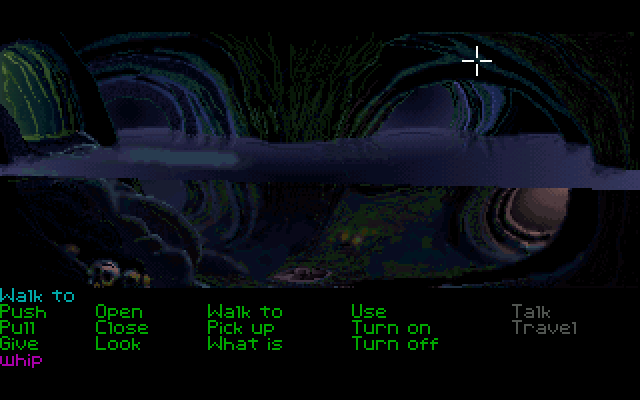 Walk to
Push Open Walk to Use Talk
Pull Close Pick up Turn on Travel
Give Look What is Turn off
whip